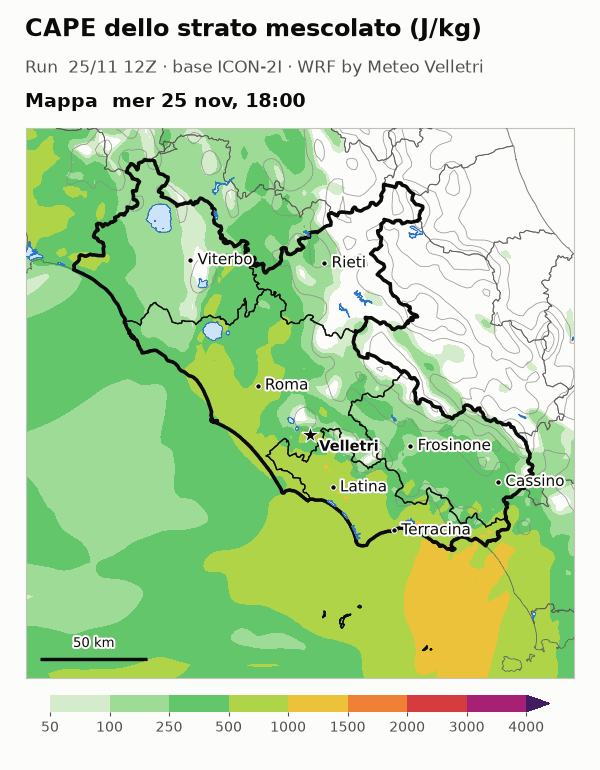 CAPE dello strato mescolato (J/kg)
Run 25/11 12Z · base ICON-2I · WRF by Meteo Velletri
Mappa mer 25 nov, 18:00
Viterbo
Rieti
Roma
Velletri
Frosinone
Latina
Cassino
Terracina
50 km
50 100 250 500 1000 1500 2000 3000 4000